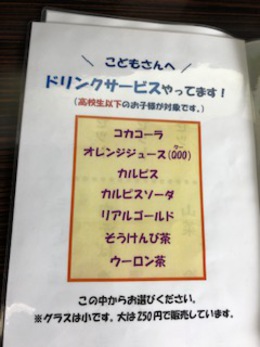 ＼ こどもさんへ ／
ドリンクサービスやってます！
（高校生以下のお子様が対象です。）
コカコーラ
オレンジジュース(QOO)
カルピス
カルピスソーダ
リアルゴールド
そうけんび茶
ウーロン茶
この中からお選びください。
※グラスは小です。大は250円で販売しています。